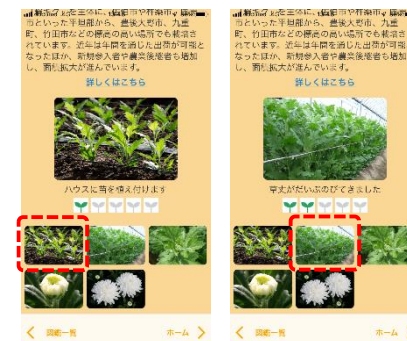 市といった平坦部から、豊後大野市、九重
町、竹田市などの標高の高い場所でも栽培さ
れています。近年は年間を通じた出荷が可能と
なったほか、新規参入者や農業後継者も増加
し、面積拡大が進んでいます。
詳しくはこちら
ハウスに苗を植え付けます
図鑑一覧
ホーム
市といった平坦部から、豊後大野市、九重
町、竹田市などの標高の高い場所でも栽培さ
れています。近年は年間を通じた出荷が可能と
なったほか、新規参入者や農業後継者も増加
し、面積拡大が進んでいます。
詳しくはこちら
草丈がだいぶのびてきました
図鑑一覧
ホーム